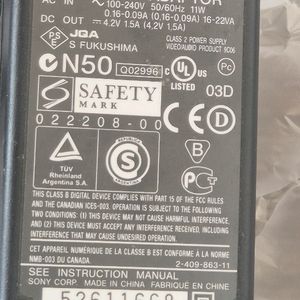 AC IN 100-240V 50/60Hz 11W
0.16-0.09A (0.16-0.09A) 16-22VA
DC OUT 4.2V 1.5A (4.2V 1.5A)
PS E JQA
S FUKUSHIMA
CLASS 2 POWER SUPPLY
VIDEO/AUDIO PRODUCT 9C06
N50 Q02996
c UL us
LISTED
Pc
S SAFETY
MARK
03D
022208-00
TÜV
Rheinland
Argentina S.A.
S
B
PCT
THIS CLASS B DIGITAL DEVICE COMPLIES WITH PART 15 OF THE FCC RULES
AND THE CANADIAN ICES-003. OPERATION IS SUBJECT TO THE FOLLOWING
TWO CONDITIONS: (1) THIS DEVICE MAY NOT CAUSE HARMFUL INTERFERENCE,
AND (2) THIS DEVICE MUST ACCEPT ANY INTERFERENCE RECEIVED, INCLUDING
INTERFERENCE THAT MAY CAUSE UNDESIRED OPERATION.
CET APPAREIL NUMÉRIQUE DE LA CLASSE B EST CONFORME À LA NORME
NMB-003 DU CANADA.
2-409-863-11
SEE INSTRUCTION MANUAL
SONY CORP. MADE IN CHINA FABRIQUÉ EN CHINE